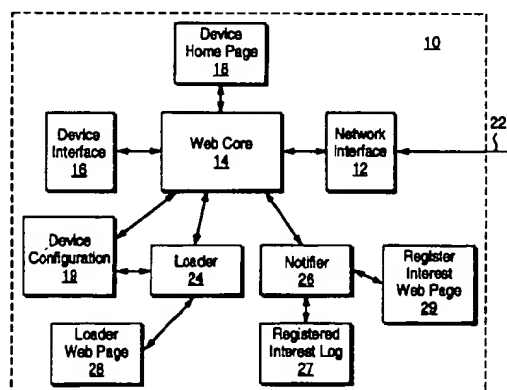 Device
Home Page
18
10
Device
Interface
16
Web Core
14
Network
Interface
12
22
Device
Configuration
19
Loader
24
Notifier
26
Register
Interest Web Page
29
Loader
Web Page
28
Registered
Interest Log
27